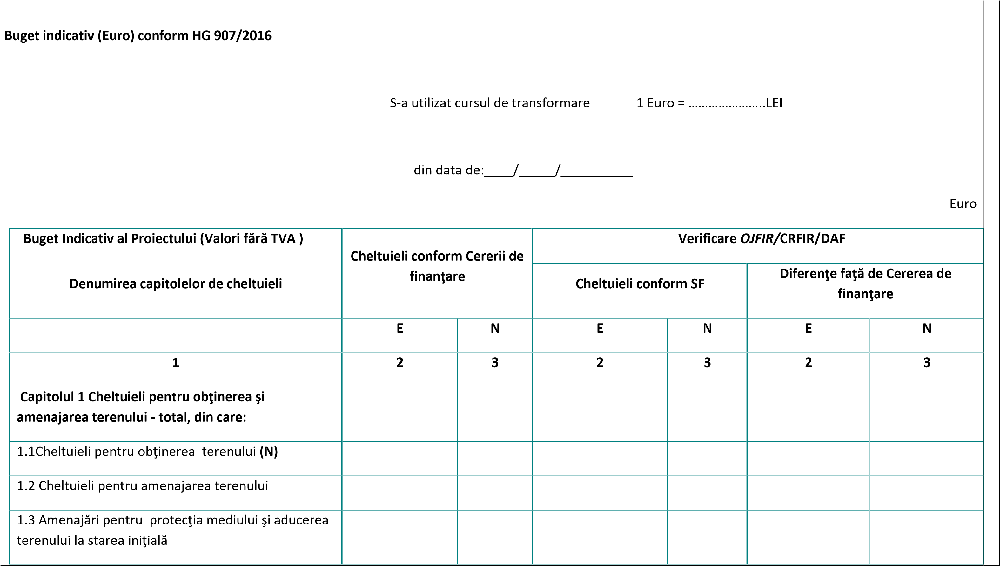 Buget indicativ (Euro) conform HG 907/2016
S-a utilizat cursul de transformare 1 Euro = …………………..LEI
din data de:____/_____/__________
Euro
Buget Indicativ al Proiectului (Valori fără TVA )
Verificare OJFIR/CRFIR/DAF
Cheltuieli conform Cererii de
finanţare
Denumirea capitolelor de cheltuieli
Cheltuieli conform SF
Diferenţe faţă de Cererea de
finanţare
E N E N E N
1 2 3 2 3 2 3
Capitolul 1 Cheltuieli pentru obţinerea şi
amenajarea terenului - total, din care:
1.1Cheltuieli pentru obţinerea  terenului (N)
1.2 Cheltuieli pentru amenajarea terenului
1.3 Amenajări pentru  protecţia mediului şi aducerea
terenului la starea iniţială